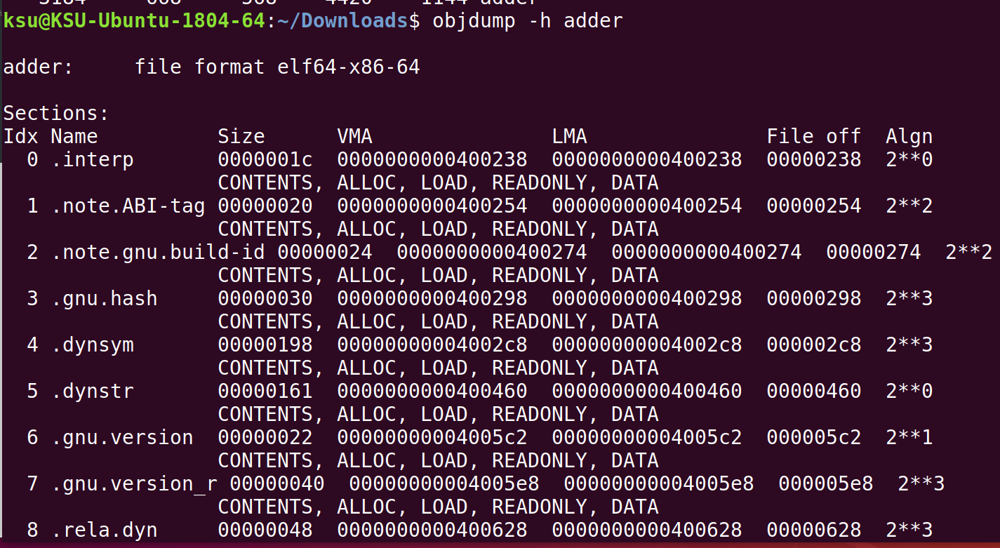 5184     668     568    4420    1144 adder
ksu@KSU-Ubuntu-1804-64:~/Downloads$ objdump -h adder
adder:     file format elf64-x86-64
Sections:
Idx Name          Size      VMA               LMA               File off  Algn
  0 .interp       0000001c  0000000000400238  0000000000400238  00000238  2**0
                  CONTENTS, ALLOC, LOAD, READONLY, DATA
  1 .note.ABI-tag 00000020  0000000000400254  0000000000400254  00000254  2**2
                  CONTENTS, ALLOC, LOAD, READONLY, DATA
  2 .note.gnu.build-id 00000024  0000000000400274  0000000000400274  00000274  2**2
                  CONTENTS, ALLOC, LOAD, READONLY, DATA
  3 .gnu.hash     00000030  0000000000400298  0000000000400298  00000298  2**3
                  CONTENTS, ALLOC, LOAD, READONLY, DATA
  4 .dynsym       00000198  00000000004002c8  00000000004002c8  000002c8  2**3
                  CONTENTS, ALLOC, LOAD, READONLY, DATA
  5 .dynstr       00000161  0000000000400460  0000000000400460  00000460  2**0
                  CONTENTS, ALLOC, LOAD, READONLY, DATA
  6 .gnu.version  00000022  00000000004005c2  00000000004005c2  000005c2  2**1
                  CONTENTS, ALLOC, LOAD, READONLY, DATA
  7 .gnu.version_r 00000040  00000000004005e8  00000000004005e8  000005e8  2**3
                  CONTENTS, ALLOC, LOAD, READONLY, DATA
  8 .rela.dyn     00000048  0000000000400628  0000000000400628  00000628  2**3